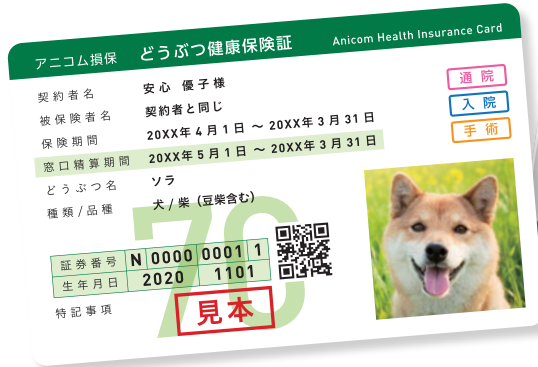 アニコム損保 どうぶつ健康保険証 Anicom Health Insurance Card
契約者名 安心 優子様
被保険者名 契約者と同じ
保険期間 20XX年4月1日 ～ 20XX年3月31日
窓口精算期間 20XX年5月1日 ～ 20XX年3月31日
どうぶつ名 ソラ
種類/品種 犬/柴（豆柴含む）
通院
入院
手術
70
証券番号 N 0000 0001 1
生年月日 2020 1101
特記事項
見本